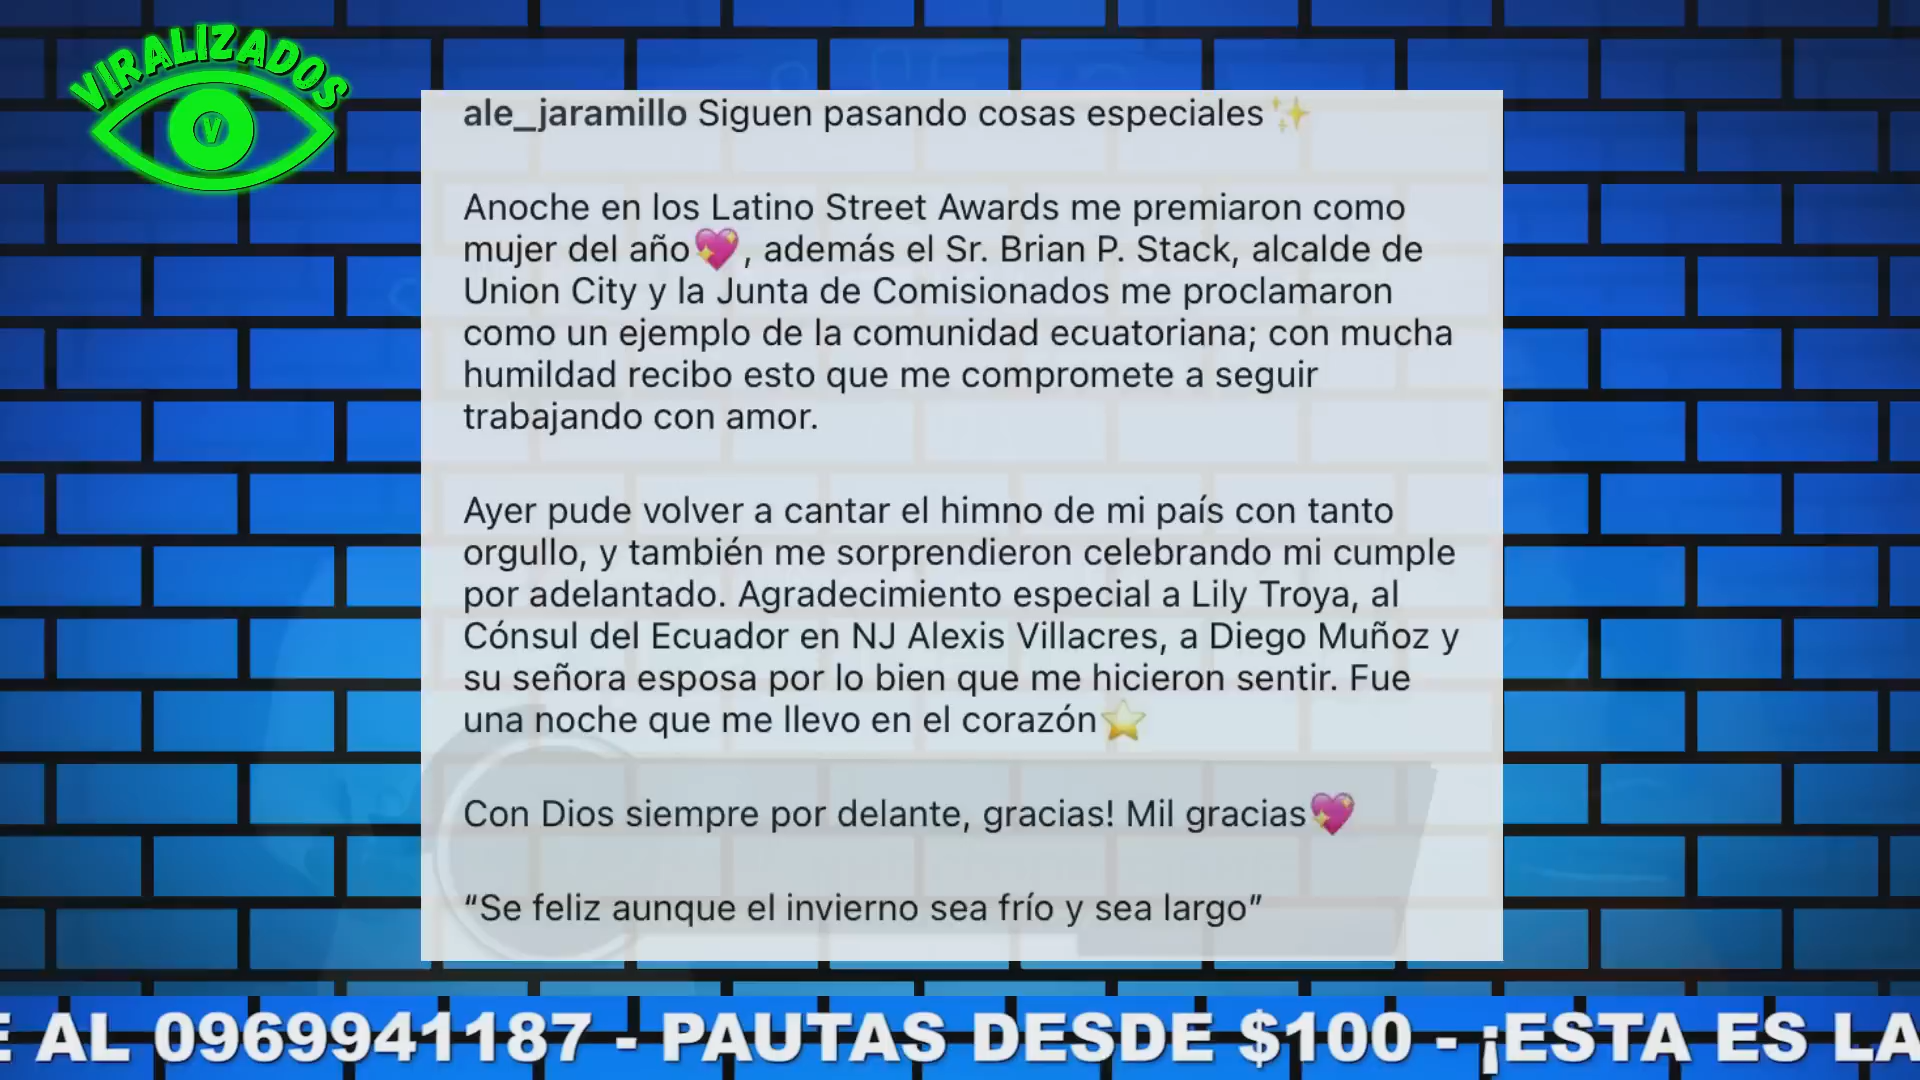 VIRALIZADOS
V
ale_jaramillo Siguen pasando cosas especiales✨
Anoche en los Latino Street Awards me premiaron como
mujer del año💖, además el Sr. Brian P. Stack, alcalde de
Union City y la Junta de Comisionados me proclamaron
como un ejemplo de la comunidad ecuatoriana; con mucha
humildad recibo esto que me compromete a seguir
trabajando con amor.
Ayer pude volver a cantar el himno de mi país con tanto
orgullo, y también me sorprendieron celebrando mi cumple
por adelantado. Agradecimiento especial a Lily Troya, al
Cónsul del Ecuador en NJ Alexis Villacres, a Diego Muñoz y
su señora esposa por lo bien que me hicieron sentir. Fue
una noche que me llevo en el corazón⭐
Con Dios siempre por delante, gracias! Mil gracias💖
“Se feliz aunque el invierno sea frío y sea largo”
E AL 0969941187 - PAUTAS DESDE $100 - ¡ESTA ES LA